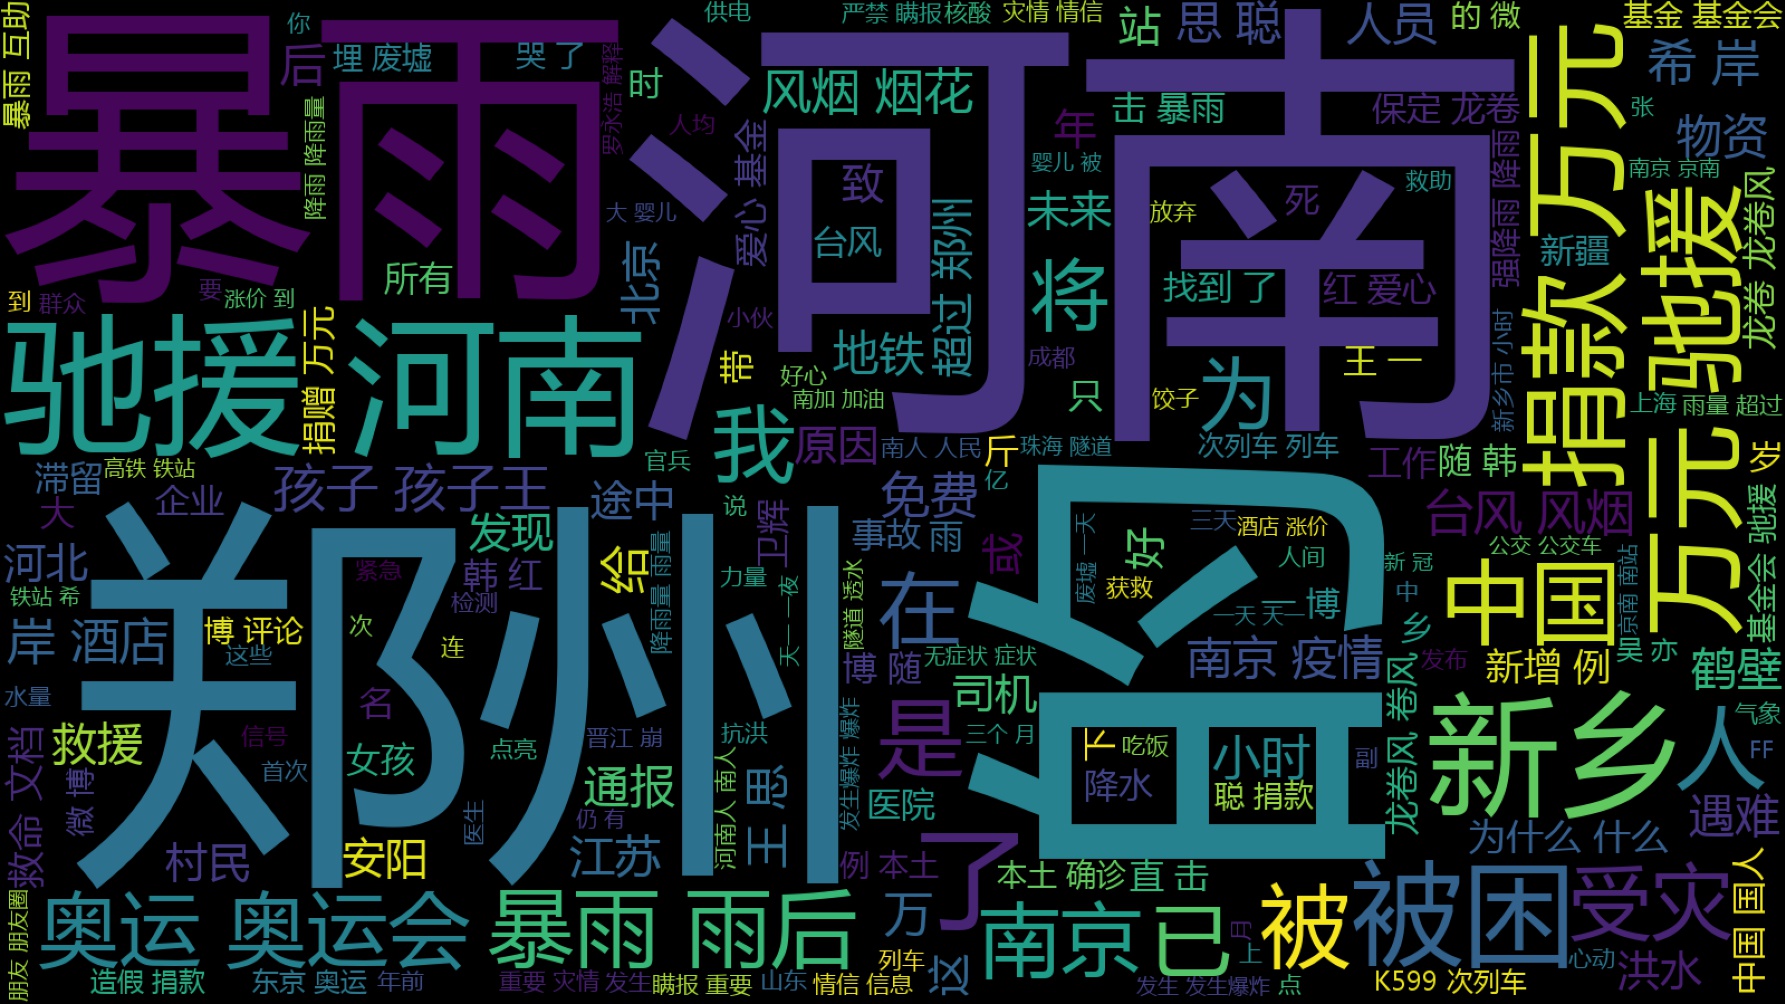 暴雨 互助
你
后
埋 废墟
哭 了
罗永浩 解释
时
供电
严禁 瞒报
核酸
灾情 情信
站
思 聪
人员
的 微
基金 基金会
暴雨
河南
风烟 烟花
击 暴雨
保定 龙卷
希 岸
张
物资
万元
降雨 降雨量
人均
爱心 基金
年
婴儿 被
强降雨 降雨
南京 京南
致
台风
超过 郑州
未来
放弃
死
救助
新疆
龙卷 龙卷风
驰援
捐款
大 婴儿
北京
所有
要
涨价 到
到
群众
小伙
将
找到 了
红 爱心
驰援 河南
捐赠 万元
带
地铁
成都
王 一
新乡市 小时
好心
南加 加油
只
饺子
为
上海
雨量 超过
我
原因
南人 人民
斤
珠海 隧道
次列车 列车
工作
随 韩
万元
岁
滞留
高铁 铁站
官兵
大
企业
孩子 孩子王
途中
说
免费
亿
台风 风烟
基金会 驰援
河北
发现
卫辉
事故 雨
或
三天
酒店 涨价
一天
好
公交 公交车
郑州
紧急
韩 红
检测
给
降雨量 雨量
力量
隧道 透水
在
暴
废墟 一天
获救
人间
新 冠
中
中国
京南 南站
铁站 希
岸 酒店
博 评论
次
这些
连
天一 一夜
博 随
无症状 症状
一天 天一
一博
乡
南京 疫情
发布
新增 例
吴 亦
鹤壁
水量
名
司机
三个 月
龙卷风 卷风
气象
救命 文档
救援
信号
晋江 崩
抗洪
河南人 南人
发生爆炸 爆炸
是
下
吃饭
小时
副
新乡
人
FF
微 博
首次
女孩
点亮
通报
王 思
医院
降水
聪 捐款
遇难
为什么 什么
医生
仍 有
村民
安阳
江苏
例 本土
了
本土 确诊
直 击
中国 国人
朋友 朋友圈
奥运 奥运会
暴雨 雨后
万
南京
已
月
被
被困
受灾
心动
洪水
造假 捐款
东京 奥运
年前
重要 灾情
发生
瞒报 重要
山东
情信 信息
列车
这
发生 发生爆炸
点
上
K599 次列车